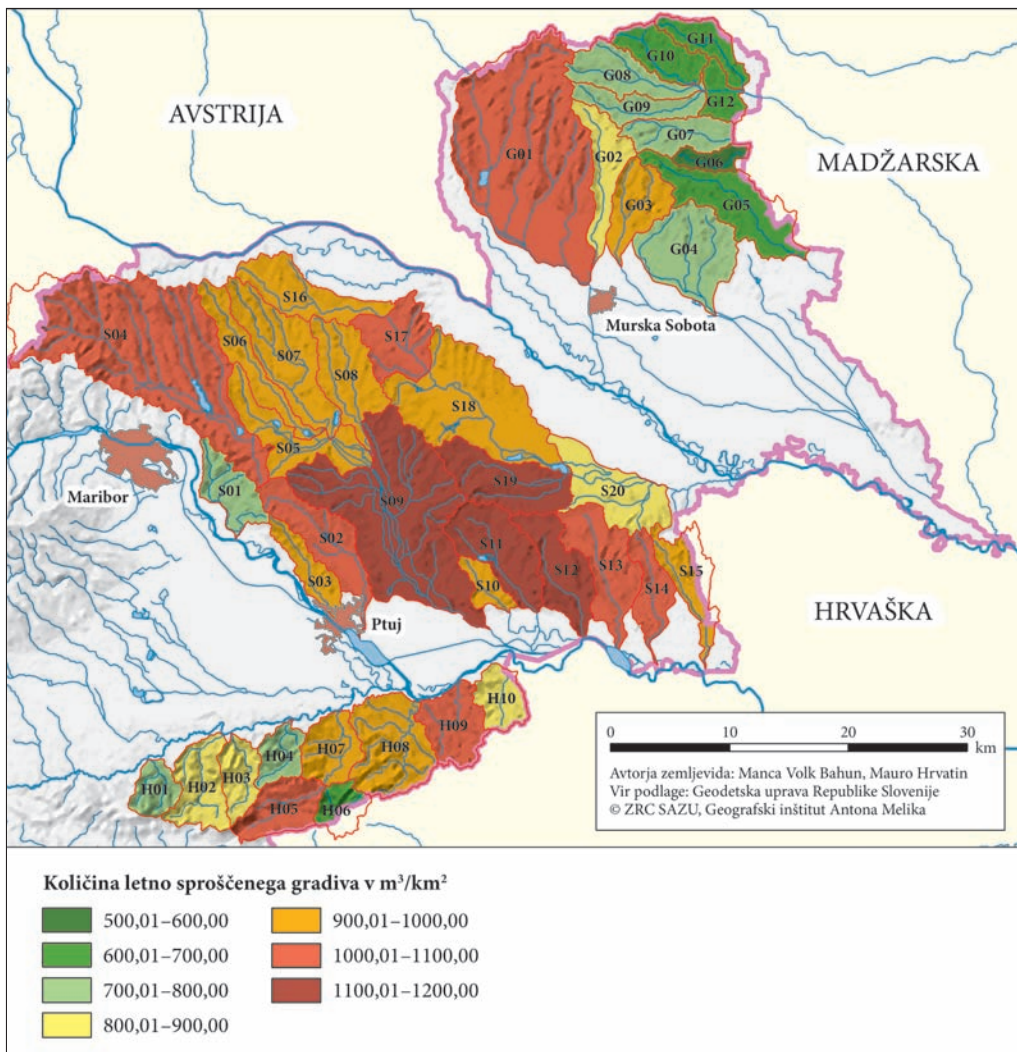 AVSTRIJA
MADŽARSKA
HRVAŠKA
G11
G10
G08
G12
G09
G07
G01
G02
G06
G03
G05
G04
Murska Sobota
S16
S04
S17
S06
S07
S08
S18
S05
Maribor
S01
S09
S19
S20
S02
S11
S03
S10
S12
S13
S14
S15
Ptuj
H10
H09
H07
H08
H04
H01
H02
H03
H05
H06
0 10 20 30
km
Avtorja zemljevida: Manca Volk Bahun, Mauro Hrvatin
Vir podlage: Geodetska uprava Republike Slovenije
© ZRC SAZU, Geografski inštitut Antona Melika
Količina letno sproščenega gradiva v m³/km²
500,01–600,00
600,01–700,00
700,01–800,00
800,01–900,00
900,01–1000,00
1000,01–1100,00
1100,01–1200,00